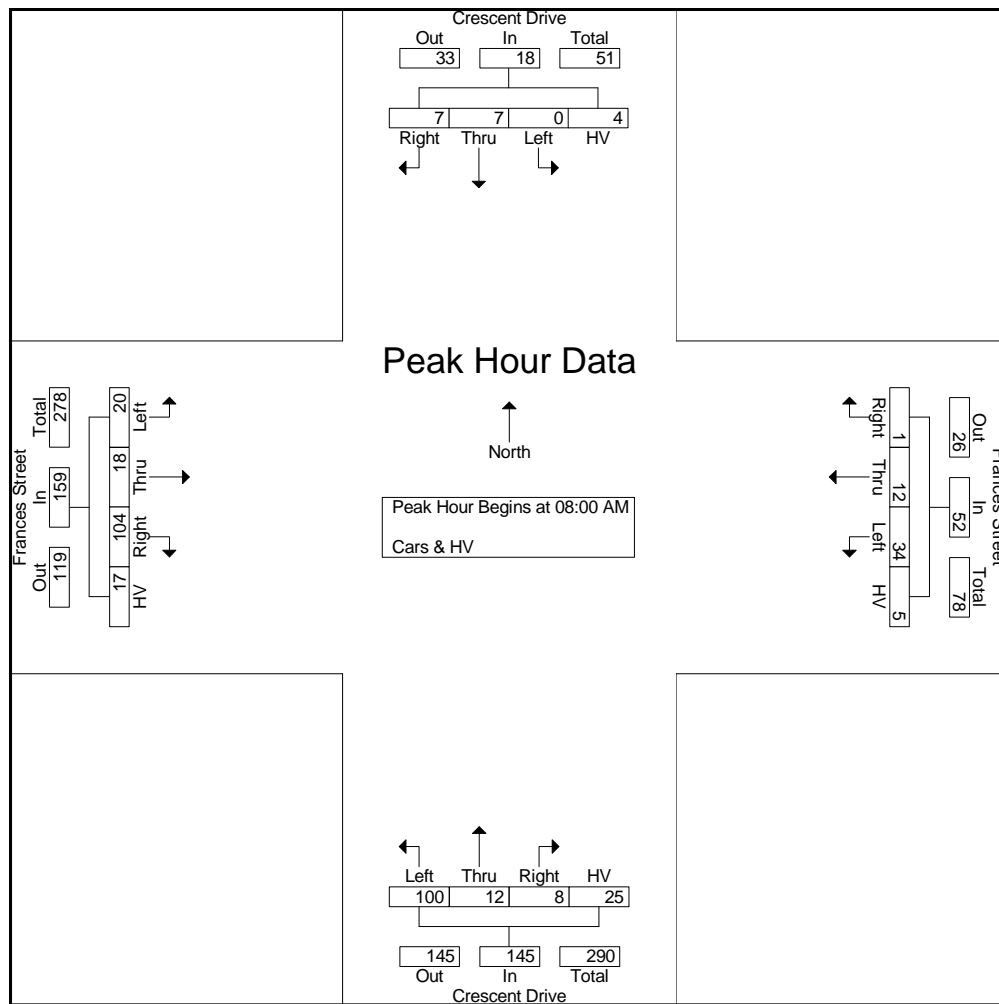 Crescent Drive
Out In Total
33 18 51
7 7 0 4
Right Thru Left HV
Peak Hour Data
North
Peak Hour Begins at 08:00 AM
Cars & HV
Frances Street
Total In Out
278 159 119
20 18 104 17
Left Thru Right HV
Right Thru Left HV
1 12 34 5
Out In Total
26 52 78
Frances Street
Left Thru Right HV
100 12 8 25
145 145 290
Out In Total
Crescent Drive